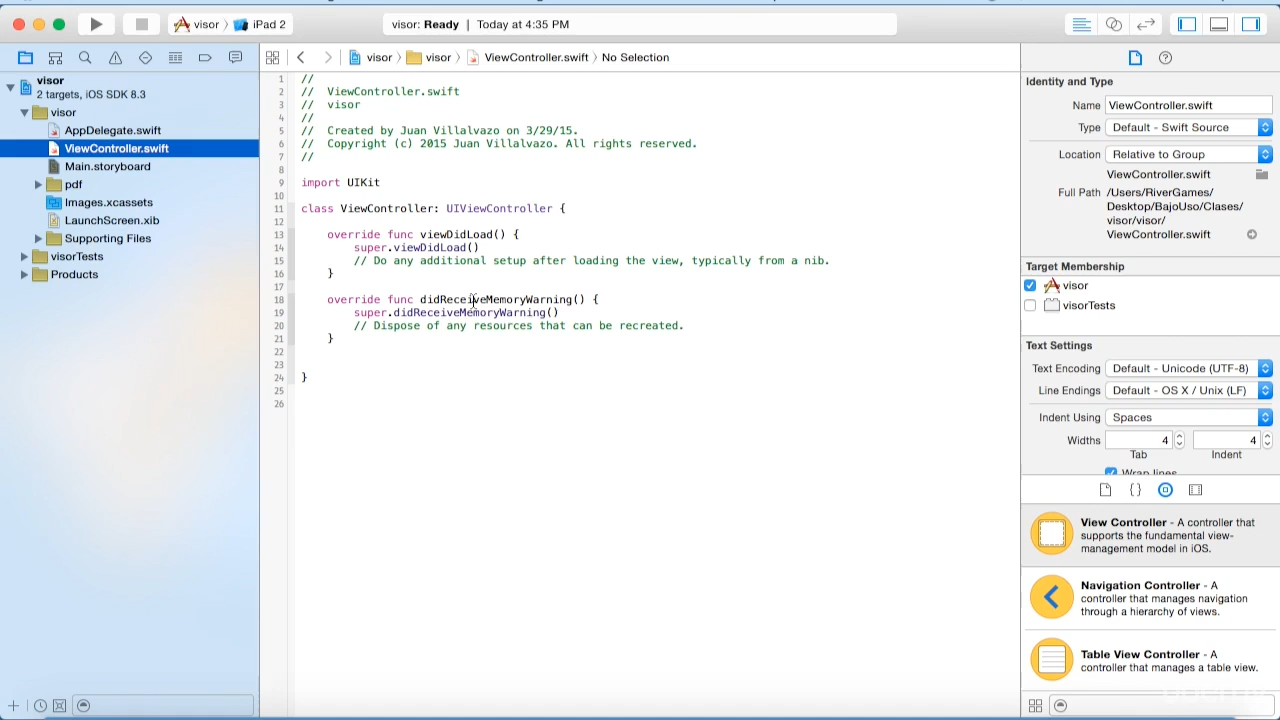 visor
iPad 2
visor: Ready | Today at 4:35 PM
visor
visor
ViewController.swift
No Selection
visor
2 targets, iOS SDK 8.3
visor
AppDelegate.swift
ViewController.swift
Main.storyboard
pdf
Images.xcassets
LaunchScreen.xib
Supporting Files
visorTests
Products
1 //
2 // ViewController.swift
3 // visor
4 //
5 // Created by Juan Villalvazo on 3/29/15.
6 // Copyright (c) 2015 Juan Villalvazo. All rights reserved.
7 //
8
9 import UIKit
10
11 class ViewController: UIViewController {
12
13 override func viewDidLoad() {
14 super.viewDidLoad()
15 // Do any additional setup after loading the view, typically from a nib.
16 }
17
18 override func didReceiveMemoryWarning() {
19 super.didReceiveMemoryWarning()
20 // Dispose of any resources that can be recreated.
21 }
22
23
24 }
25
26
Identity and Type
Name ViewController.swift
Type Default - Swift Source
Location Relative to Group
ViewController.swift
Full Path /Users/RiverGames/
Desktop/BajoUso/Clases/
visor/visor/
ViewController.swift
Target Membership
visor
visorTests
Text Settings
Text Encoding Default - Unicode (UTF-8)
Line Endings Default - OS X / Unix (LF)
Indent Using Spaces
Widths 4 4
Tab Indent
Wrap lines
View Controller - A controller that
supports the fundamental view-
management model in iOS.
Navigation Controller - A
controller that manages navigation
through a hierarchy of views.
Table View Controller - A
controller that manages a table view.